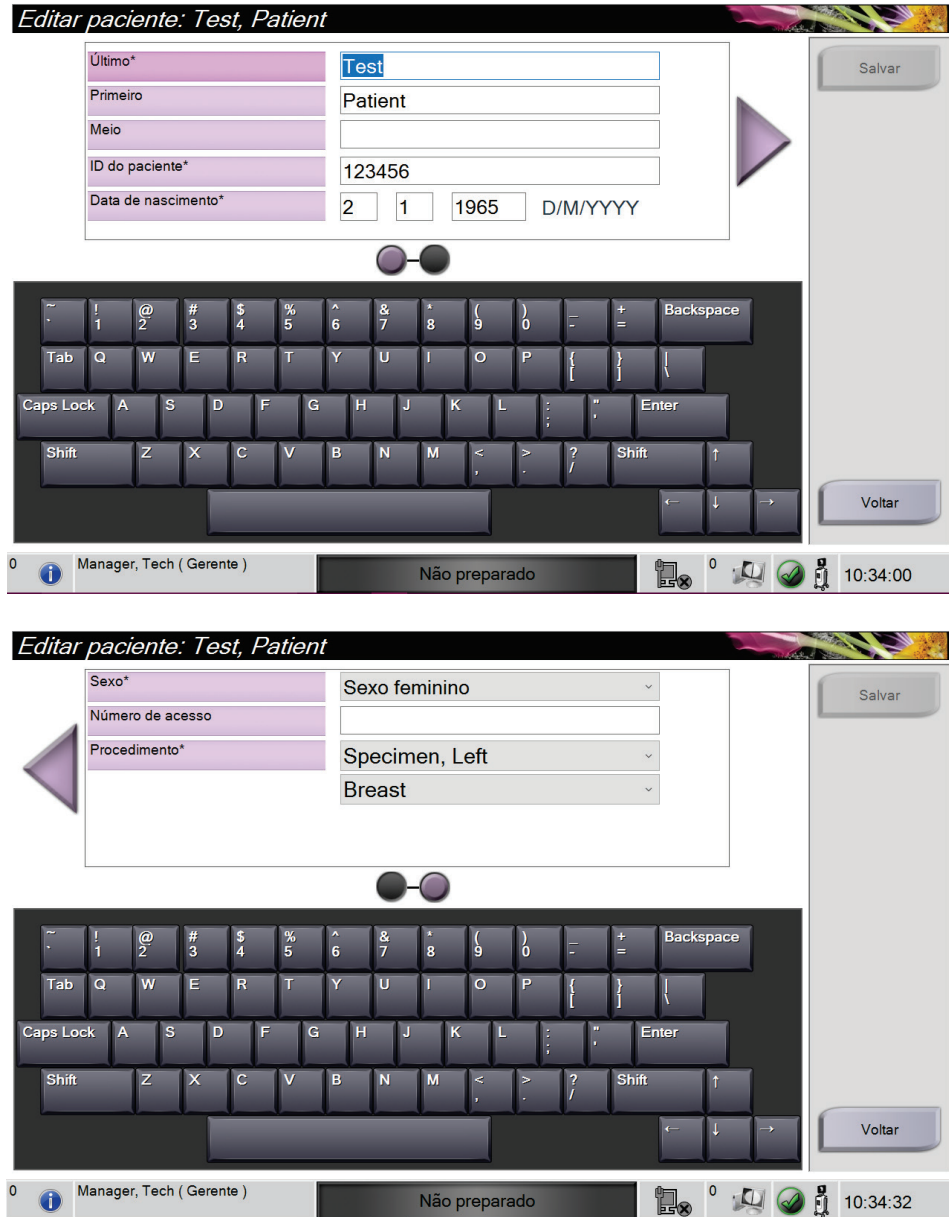 Editar paciente: Test, Patient
Último* Test
Salvar
Primeiro Patient
Meio
ID do paciente* 123456
Data de nascimento* 2 1 1965 D/M/YYYY
~ ! @ # $ % ^ & * ( ) _ + Backspace
` 1 2 3 4 5 6 7 8 9 0 - =
Tab Q W E R T Y U I O P { } |
[ ] \
Caps Lock A S D F G H J K L : " Enter
; '
Shift Z X C V B N M < > ? Shift ↑
, . /
← ↓ →
Voltar
0 Manager, Tech ( Gerente ) Não preparado 0 10:34:00
Editar paciente: Test, Patient
Sexo* Sexo feminino
Salvar
Número de acesso
Procedimento* Specimen, Left
Breast
~ ! @ # $ % ^ & * ( ) _ + Backspace
` 1 2 3 4 5 6 7 8 9 0 - =
Tab Q W E R T Y U I O P { } |
[ ] \
Caps Lock A S D F G H J K L : " Enter
; '
Shift Z X C V B N M < > ? Shift ↑
, . /
← ↓ →
Voltar
0 Manager, Tech ( Gerente ) Não preparado 0 10:34:32